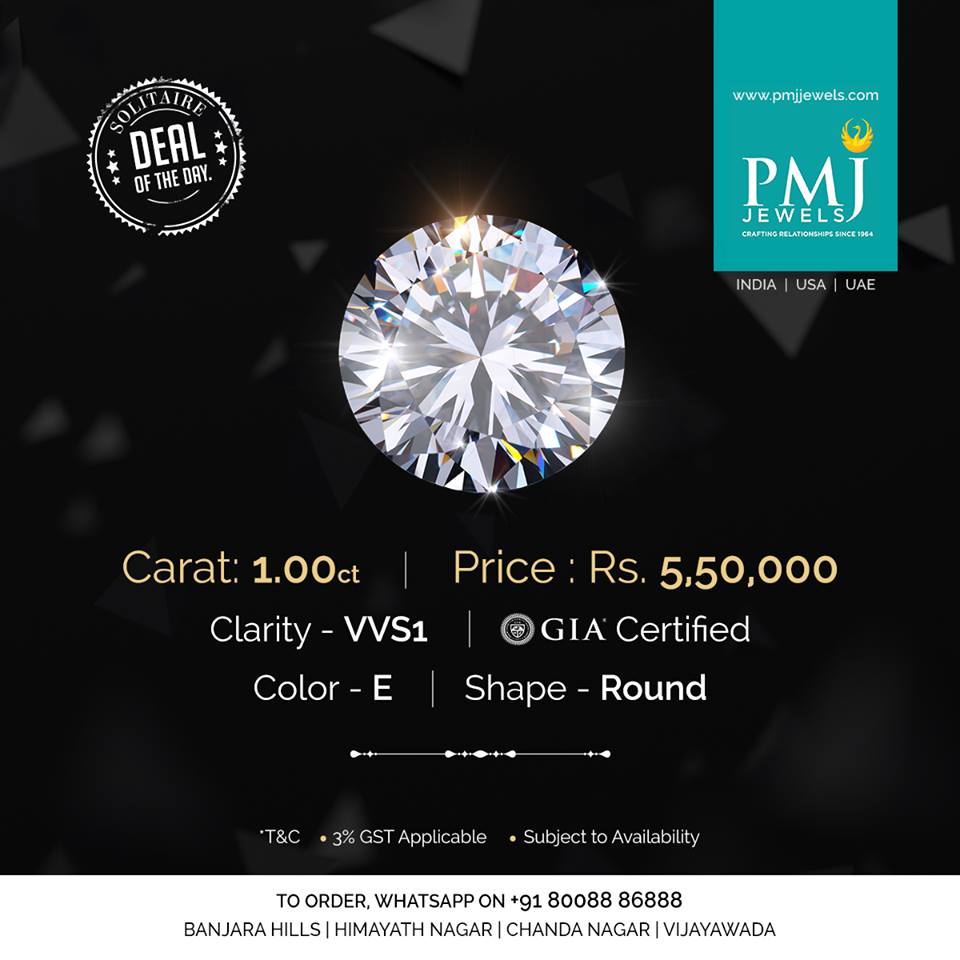 SOLITAIRE
DEAL
OF THE DAY.
www.pmjjewels.com
PMJ
JEWELS
CRAFTING RELATIONSHIPS SINCE 1964
INDIA | USA | UAE
Carat: 1.00ct | Price : Rs. 5,50,000
Clarity - VVS1 | GIA® Certified
Color - E | Shape - Round
*T&C • 3% GST Applicable • Subject to Availability
TO ORDER, WHATSAPP ON +91 80088 86888
BANJARA HILLS | HIMAYATH NAGAR | CHANDA NAGAR | VIJAYAWADA